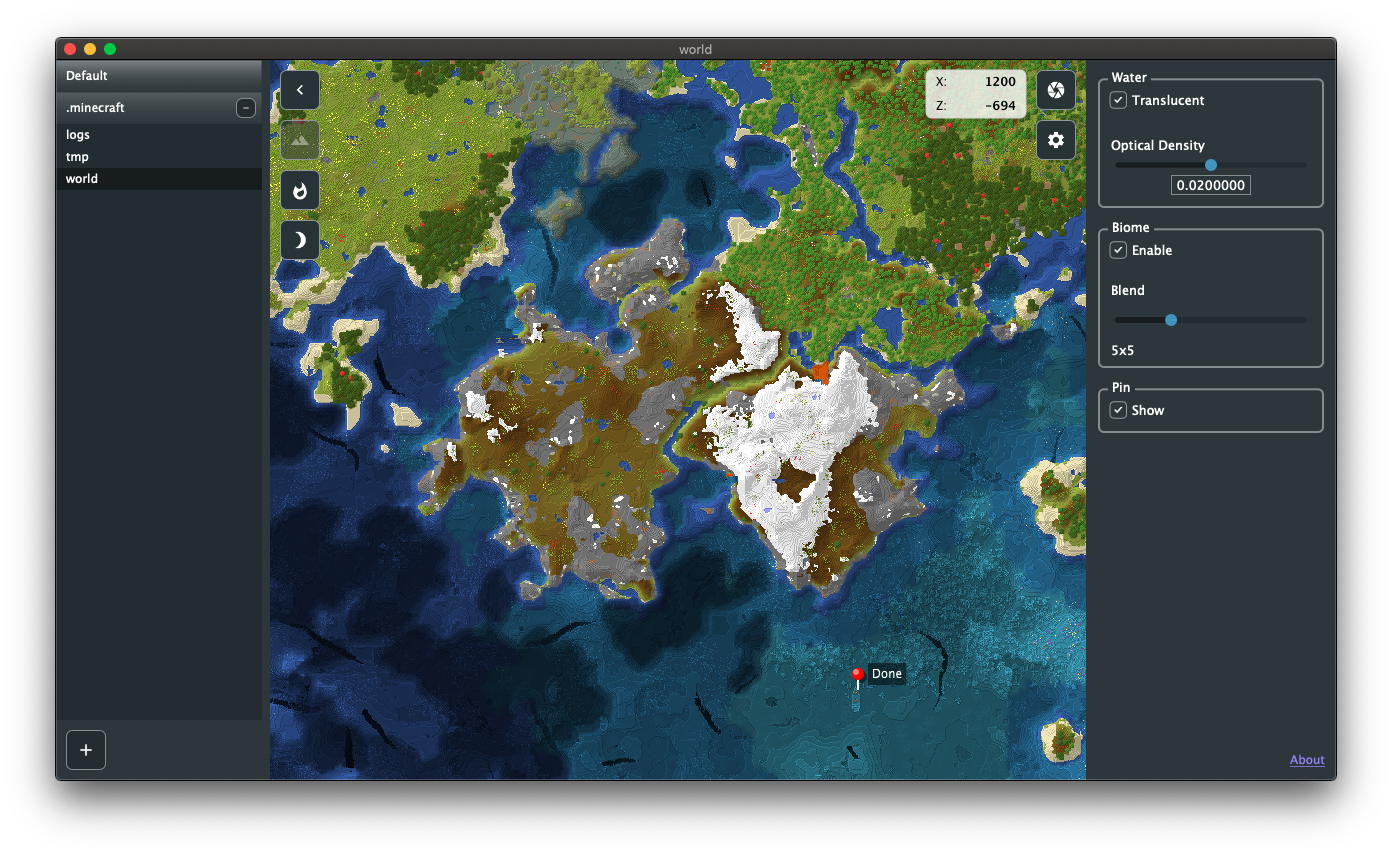 world
Default
.minecraft
logs
tmp
world
X: 1200
Z: −694
Done
Water
Translucent
Optical Density
0.0200000
Biome
Enable
Blend
5x5
Pin
Show
About